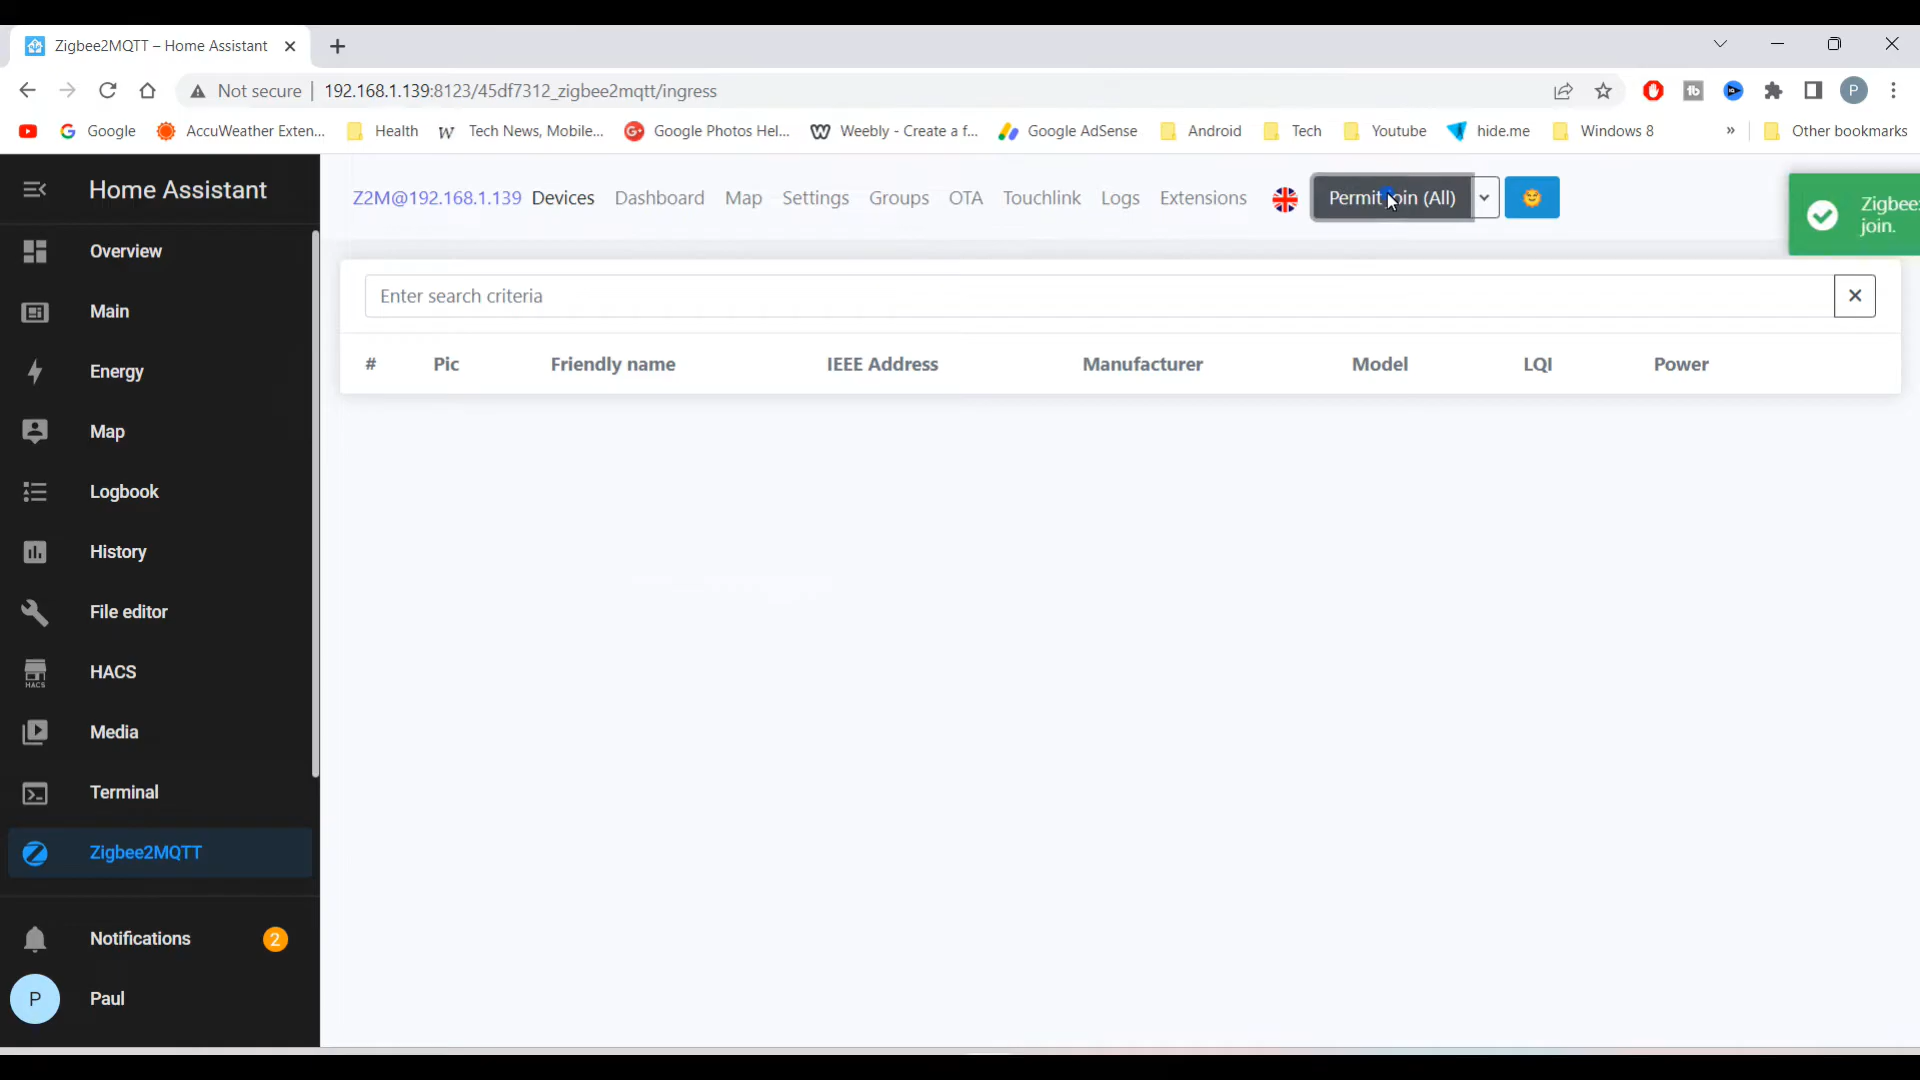 Zigbee2MQTT – Home Assistant
Not secure 192.168.1.139:8123/45df7312_zigbee2mqtt/ingress
Google AccuWeather Exten... Health Tech News, Mobile... Google Photos Hel... Weebly - Create a f... Google AdSense Android Tech Youtube hide.me Windows 8 » Other bookmarks
Home Assistant
Z2M@192.168.1.139 Devices Dashboard Map Settings Groups OTA Touchlink Logs Extensions Permit join (All)
Zigbee
join.
Overview
Main
Energy
Map
Logbook
History
File editor
HACS
HACS
Media
Terminal
Zigbee2MQTT
Notifications 2
P Paul
Enter search criteria
# Pic Friendly name IEEE Address Manufacturer Model LQI Power